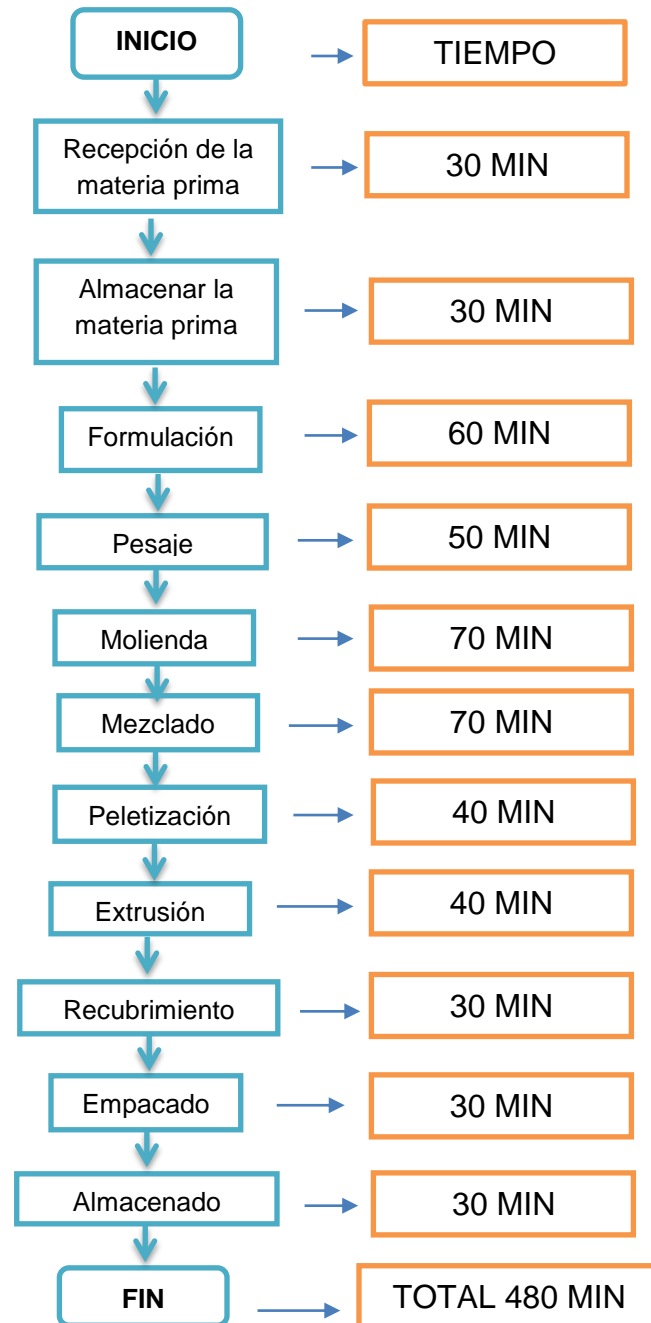 INICIO
TIEMPO
Recepción de la
materia prima
30 MIN
Almacenar la
materia prima
30 MIN
Formulación
60 MIN
Pesaje
50 MIN
Molienda
70 MIN
Mezclado
70 MIN
Peletización
40 MIN
Extrusión
40 MIN
Recubrimiento
30 MIN
Empacado
30 MIN
Almacenado
30 MIN
FIN
TOTAL 480 MIN